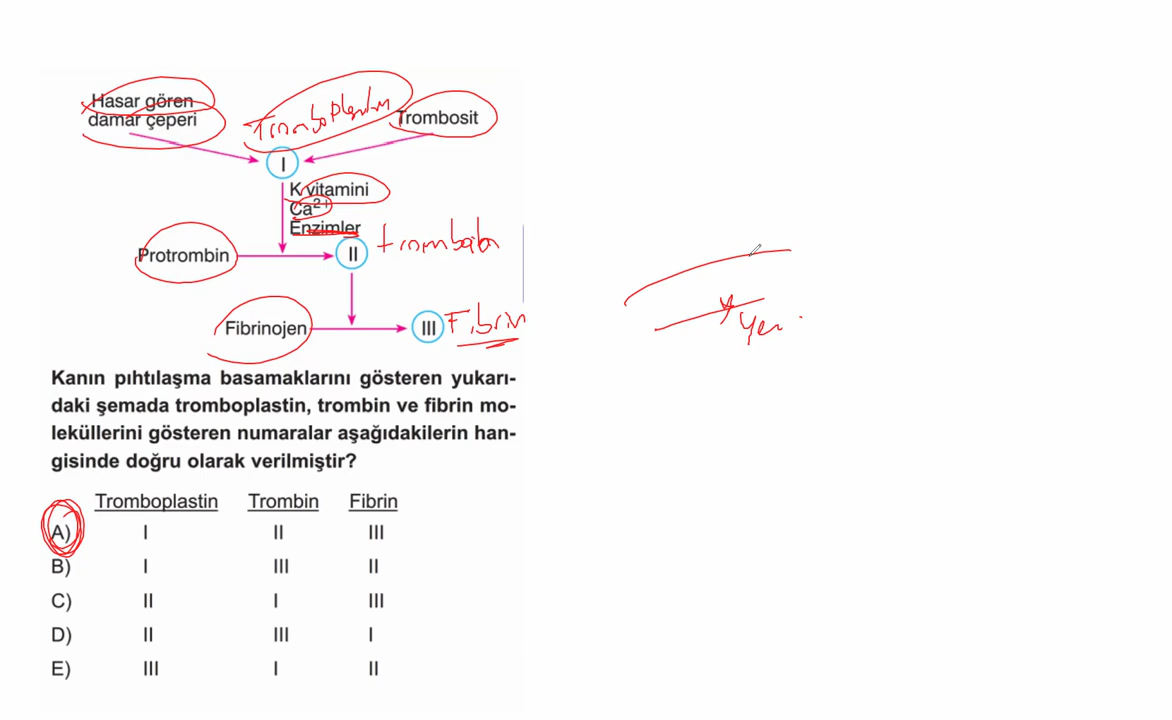 Hasar gören
damar çeperi
Tromboplastin
Trombosit
I
K vitamini
Ca2+
Enzimler
Protrombin
II
Fibrinojen
III
Fibrin
Kanın pıhtılaşma basamaklarını gösteren yukarı-
daki şemada tromboplastin, trombin ve fibrin mo-
leküllerini gösteren numaralar aşağıdakilerin han-
gisinde doğru olarak verilmiştir?
Tromboplastin Trombin Fibrin
A) I II III
B) I III II
C) II I III
D) II III I
E) III I II